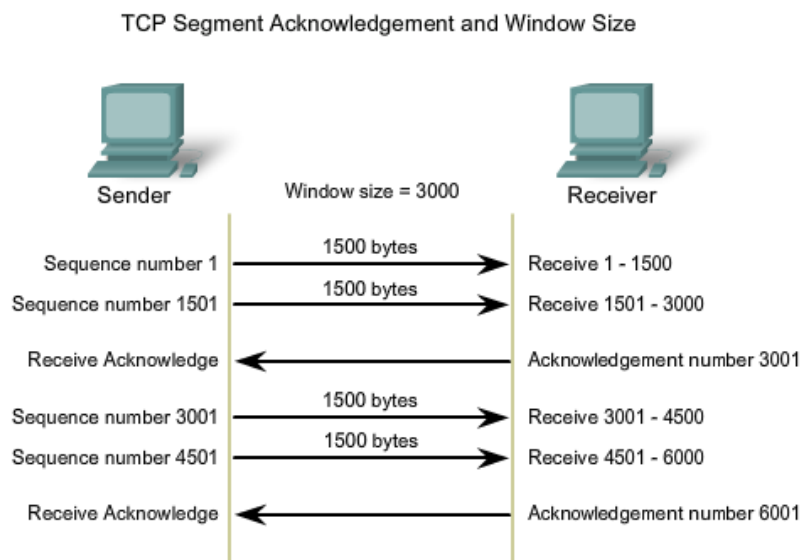 TCP Segment Acknowledgement and Window Size
Sender
Window size = 3000
Receiver
Sequence number 1
1500 bytes
Receive 1 - 1500
Sequence number 1501
1500 bytes
Receive 1501 - 3000
Receive Acknowledge
Acknowledgement number 3001
Sequence number 3001
1500 bytes
Receive 3001 - 4500
Sequence number 4501
1500 bytes
Receive 4501 - 6000
Receive Acknowledge
Acknowledgement number 6001